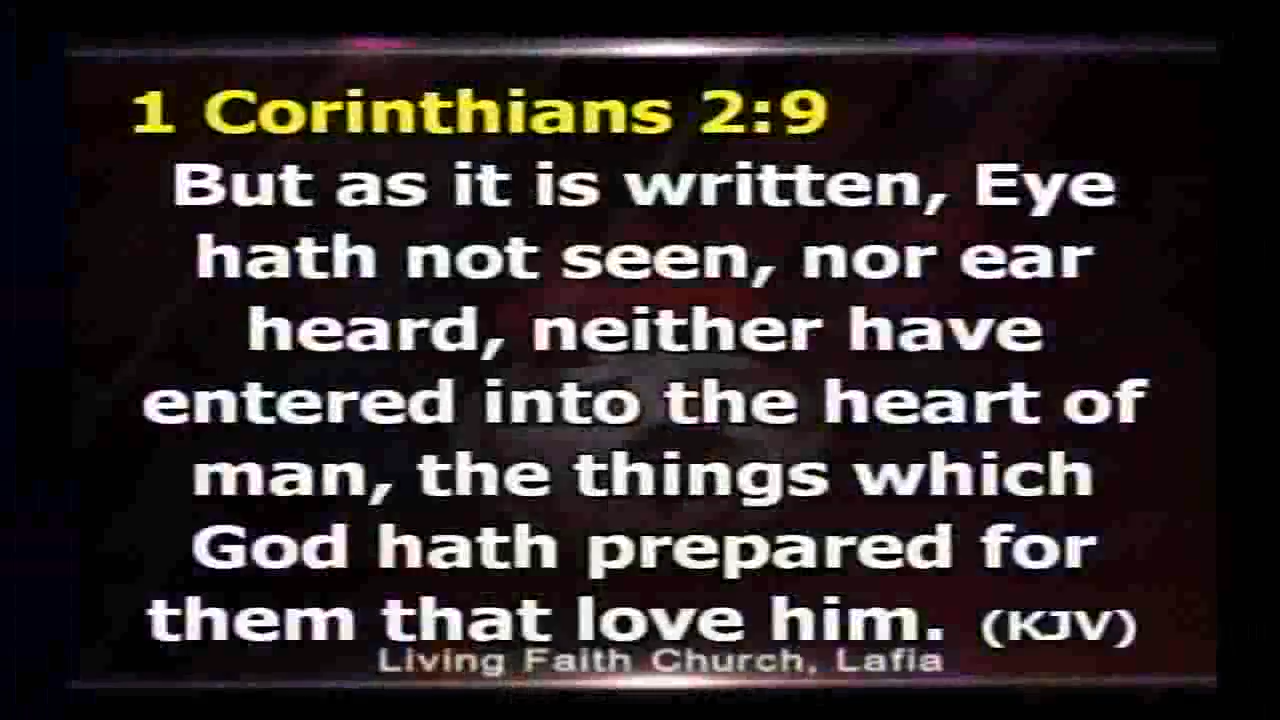 1 Corinthians 2:9
But as it is written, Eye
hath not seen, nor ear
heard, neither have
entered into the heart of
man, the things which
God hath prepared for
them that love him. (KJV)
Living Faith Church, Lafia